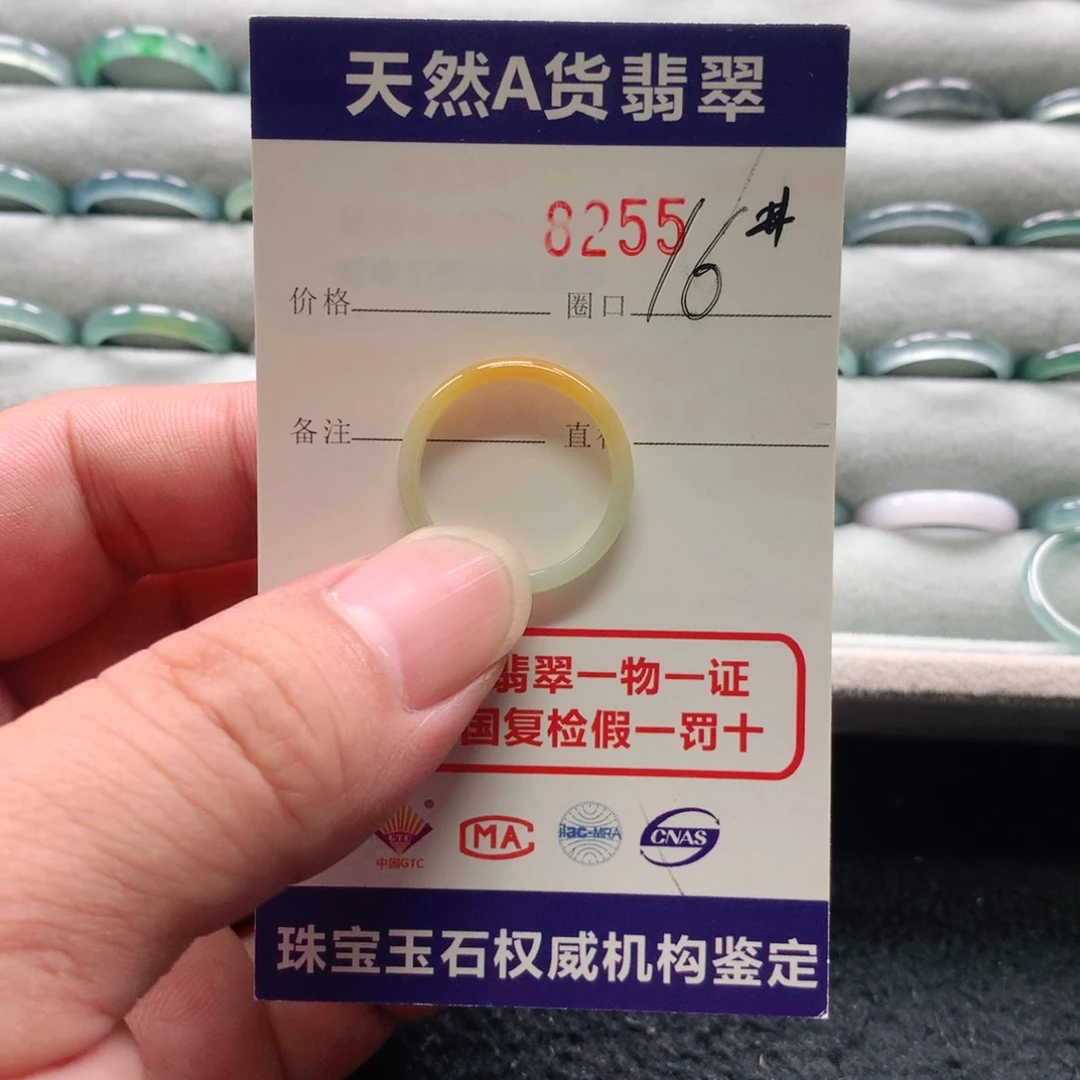 天然A货翡翠
8255
价格 圈口 16#
备注 直
翡翠一物一证
国复检假一罚十
GTC ® MA ilac-MRA CNAS
中国GTC
珠宝玉石权威机构鉴定